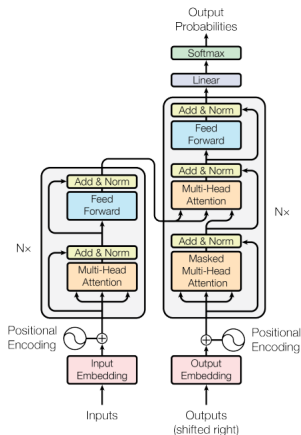 Output
Probabilities
Softmax
Linear
Add & Norm
Feed
Forward
Add & Norm
Multi-Head
Attention
Add & Norm
Masked
Multi-Head
Attention
N×
Add & Norm
Feed
Forward
Add & Norm
Multi-Head
Attention
N×
Positional
Encoding
Positional
Encoding
Input
Embedding
Output
Embedding
Inputs
Outputs
(shifted right)